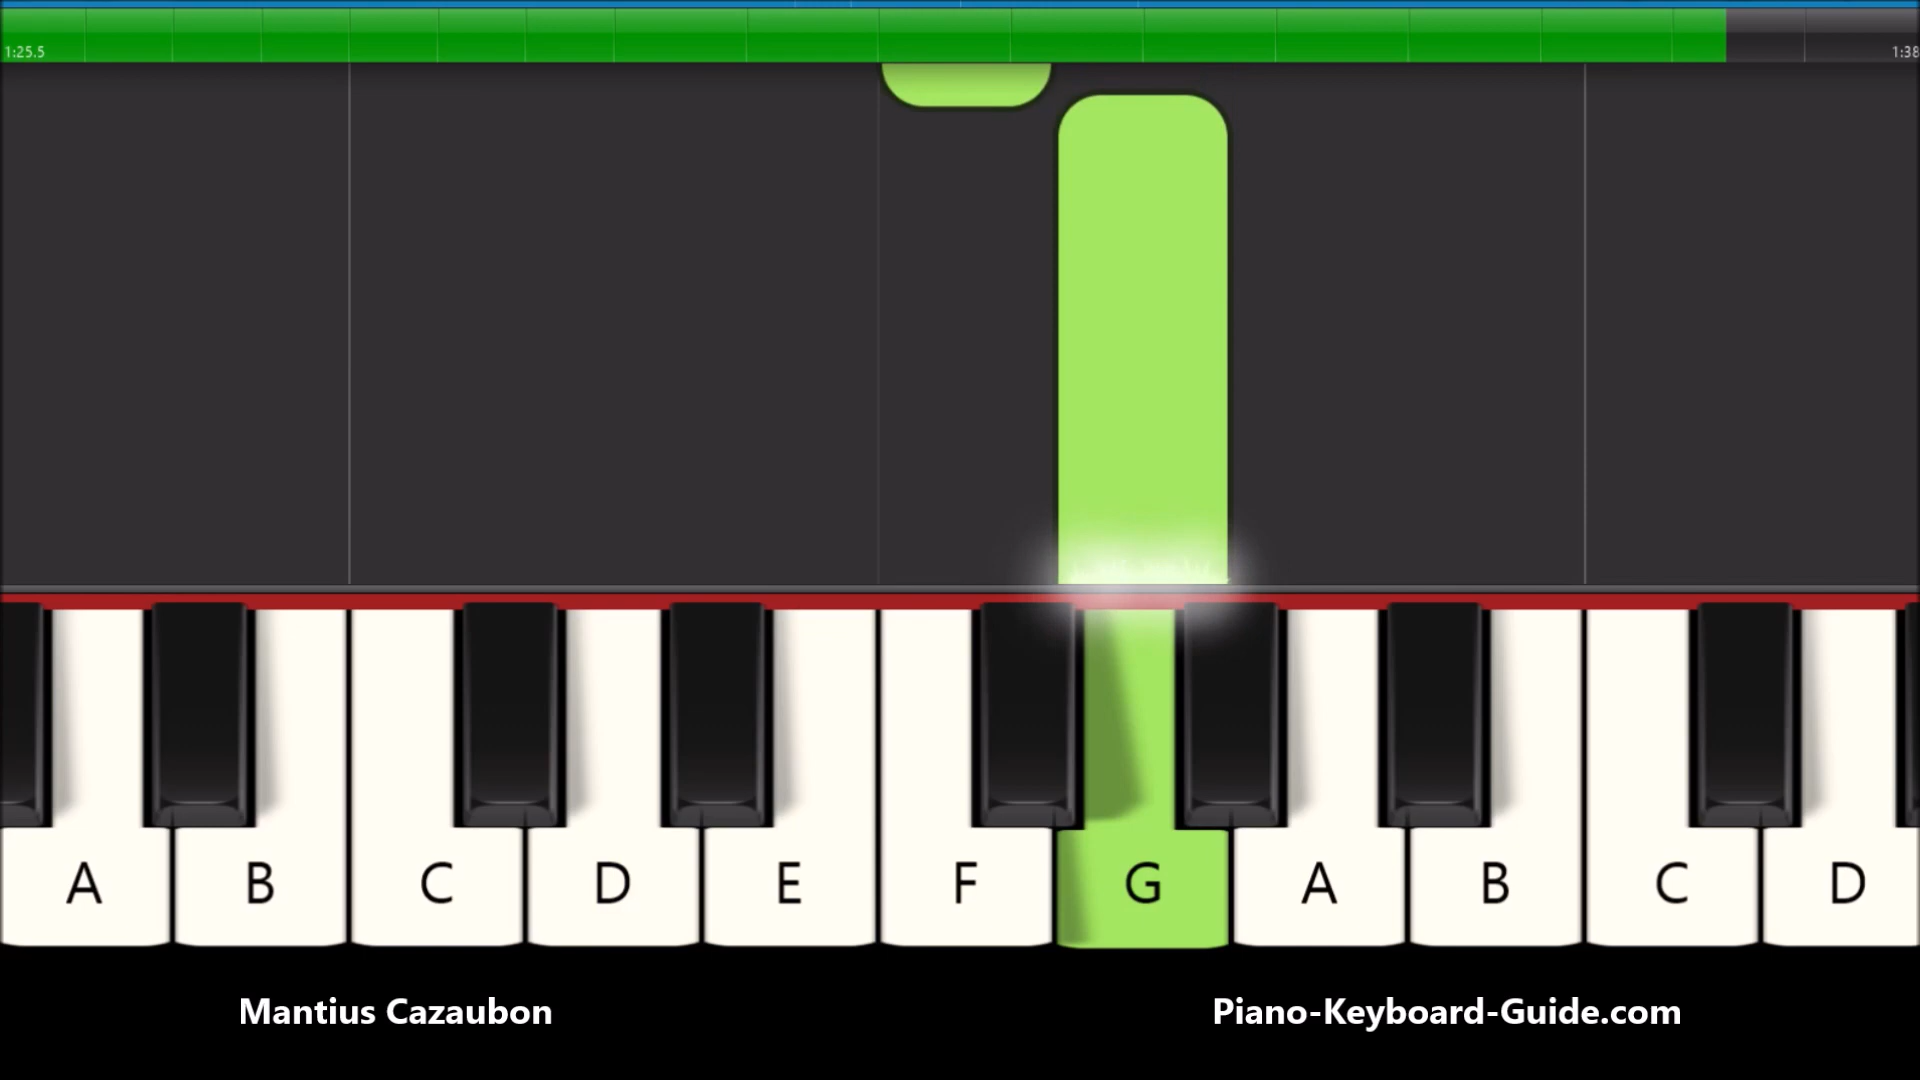 1:25.5
1:38
A B C D E F G A B C D
Mantius Cazaubon
Piano-Keyboard-Guide.com